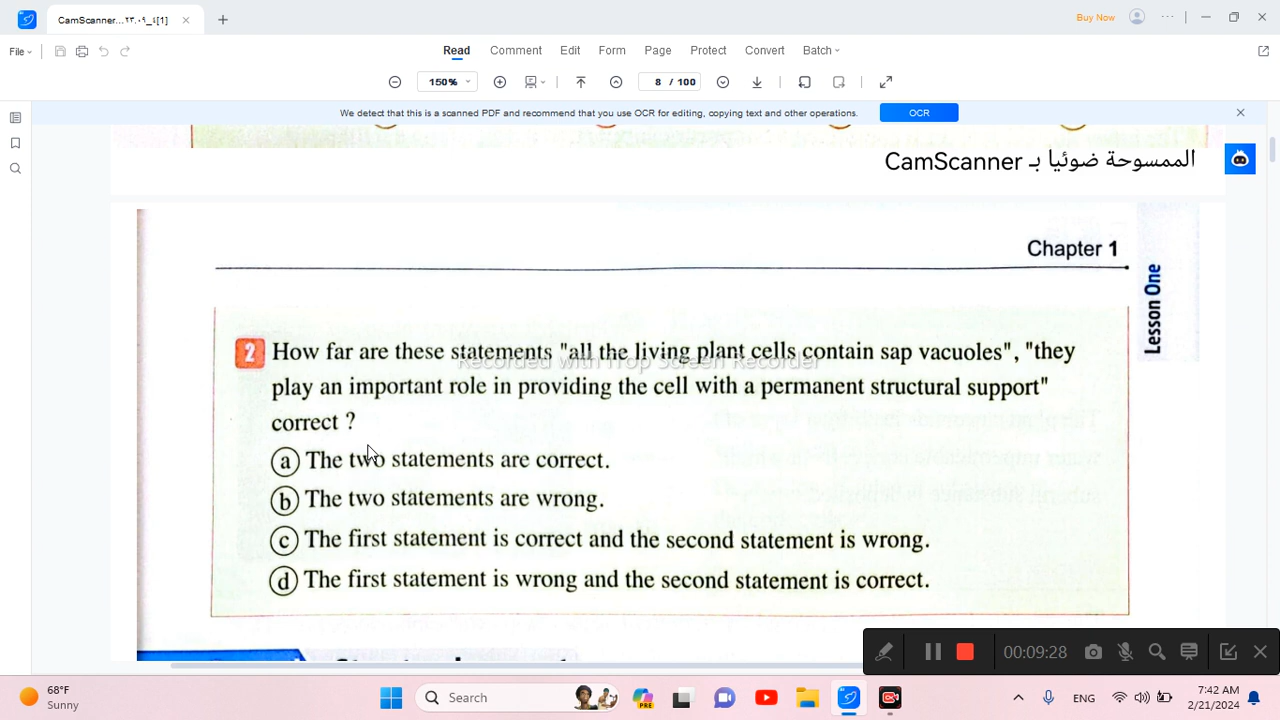 CamScanner...٢٣،٠٩_٤[1]
Buy Now
File
Read Comment Edit Form Page Protect Convert Batch
150% 8 / 100
We detect that this is a scanned PDF and recommend that you use OCR for editing, copying text and other operations. OCR
الممسوحة ضوئيا بـ CamScanner
Chapter 1
Lesson One
2 How far are these statements "all the living plant cells contain sap vacuoles", "they
play an important role in providing the cell with a permanent structural support"
correct ?
Recorded with iTop Screen Recorder
a The two statements are correct.
b The two statements are wrong.
c The first statement is correct and the second statement is wrong.
d The first statement is wrong and the second statement is correct.
00:09:28
68°F
Sunny
Search
PRE
ENG
7:42 AM
2/21/2024